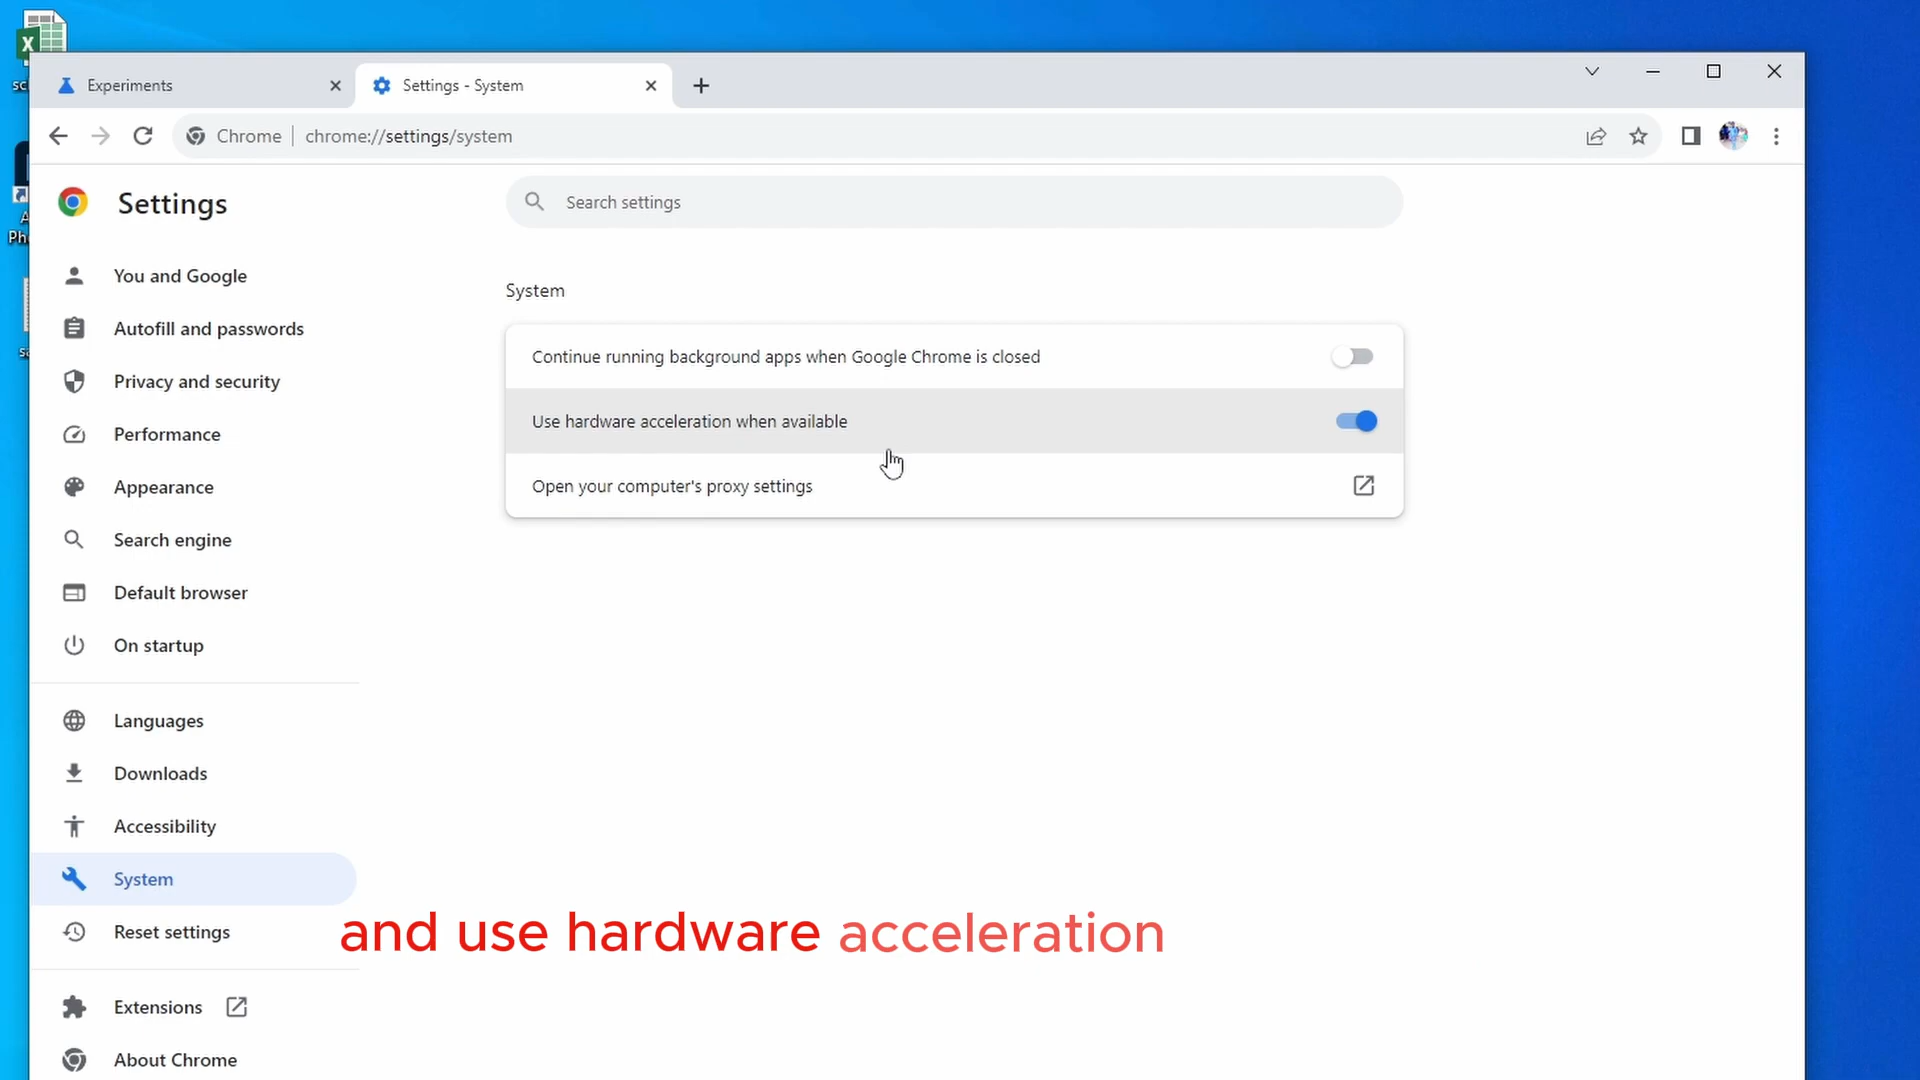 X
sch
Experiments
Settings - System
Chrome
chrome://settings/system
A
Pho
Settings
Search settings
You and Google
System
Autofill and passwords
Continue running background apps when Google Chrome is closed
Privacy and security
Use hardware acceleration when available
Performance
Open your computer's proxy settings
Appearance
Search engine
Default browser
On startup
Languages
Downloads
Accessibility
System
Reset settings
and use hardware acceleration
Extensions
About Chrome